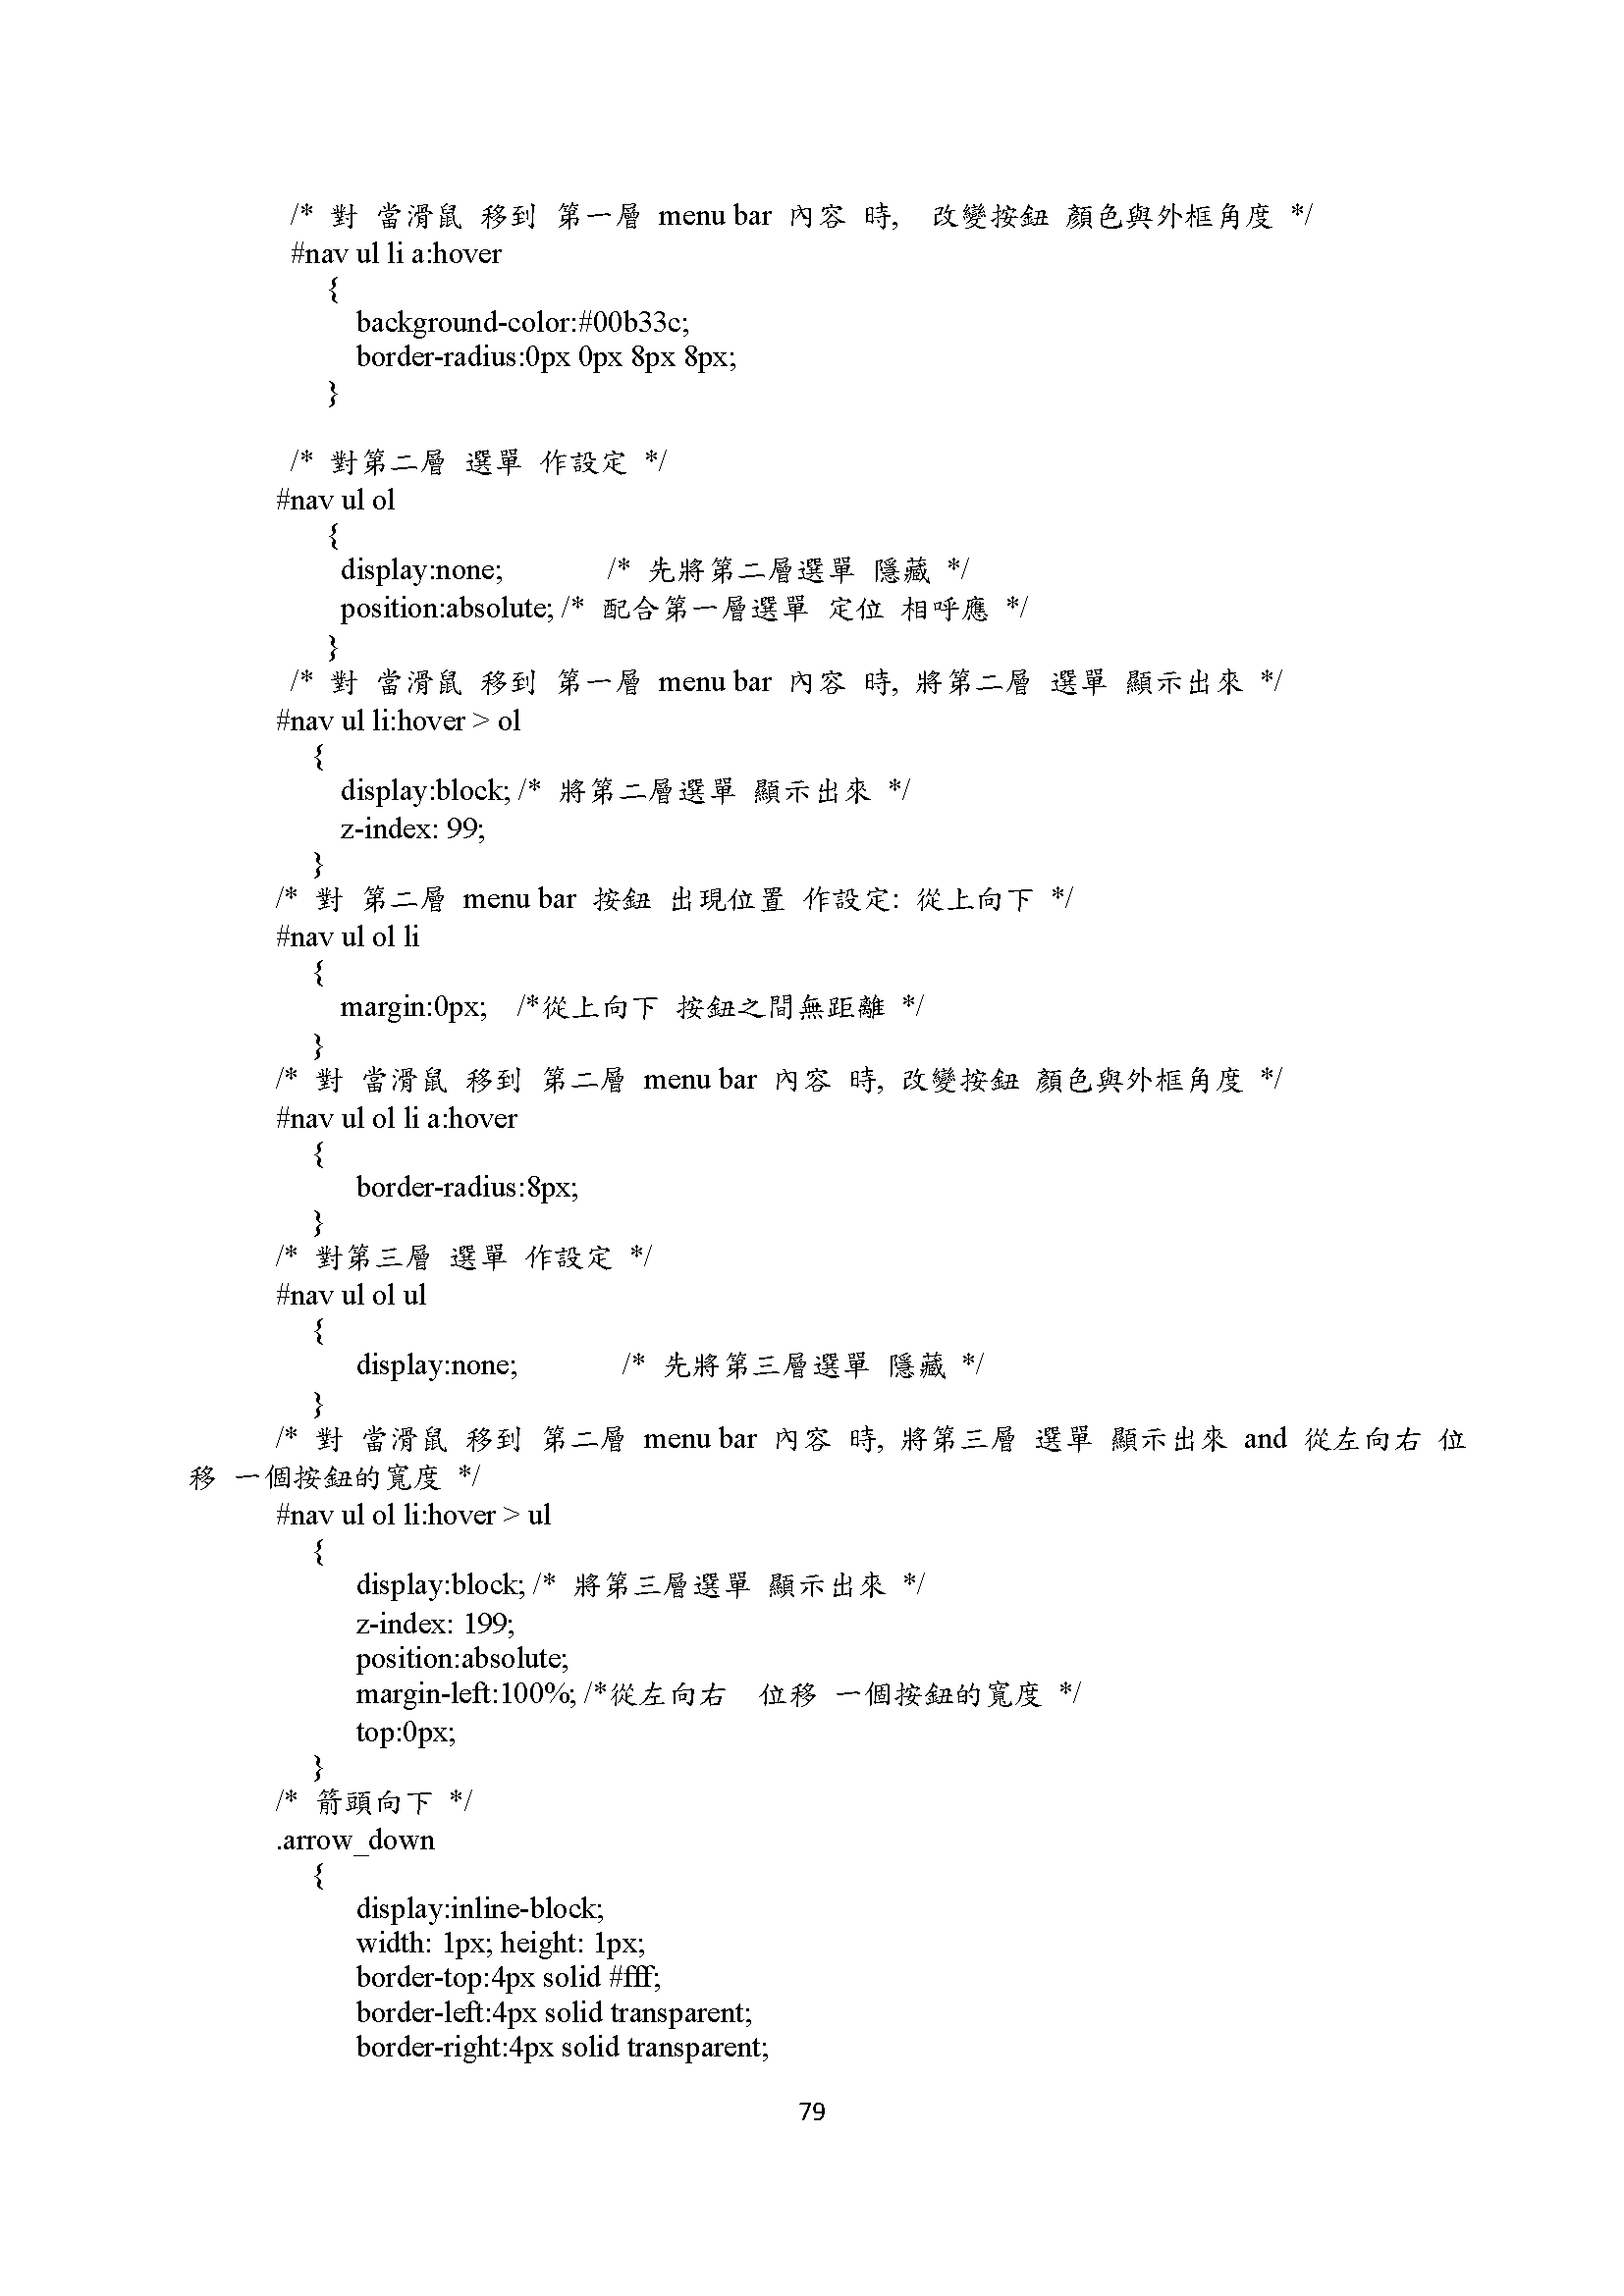 /* 對 當滑鼠 移到 第一層 menu bar 內容 時, 改變按鈕 顏色與外框角度 */
#nav ul li a:hover
{
background-color:#00b33c;
border-radius:0px 0px 8px 8px;
}
/* 對第二層 選單 作設定 */
#nav ul ol
{
display:none; /* 先將第二層選單 隱藏 */
position:absolute; /* 配合第一層選單 定位 相呼應 */
}
/* 對 當滑鼠 移到 第一層 menu bar 內容 時, 將第二層 選單 顯示出來 */
#nav ul li:hover > ol
{
display:block; /* 將第二層選單 顯示出來 */
z-index: 99;
}
/* 對 第二層 menu bar 按鈕 出現位置 作設定: 從上向下 */
#nav ul ol li
{
margin:0px; /*從上向下 按鈕之間無距離 */
}
/* 對 當滑鼠 移到 第二層 menu bar 內容 時, 改變按鈕 顏色與外框角度 */
#nav ul ol li a:hover
{
border-radius:8px;
}
/* 對第三層 選單 作設定 */
#nav ul ol ul
{
display:none; /* 先將第三層選單 隱藏 */
}
/* 對 當滑鼠 移到 第二層 menu bar 內容 時, 將第三層 選單 顯示出來 and 從左向右 位
移 一個按鈕的寬度 */
#nav ul ol li:hover > ul
{
display:block; /* 將第三層選單 顯示出來 */
z-index: 199;
position:absolute;
margin-left:100%; /*從左向右 位移 一個按鈕的寬度 */
top:0px;
}
/* 箭頭向下 */
.arrow_down
{
display:inline-block;
width: 1px; height: 1px;
border-top:4px solid #fff;
border-left:4px solid transparent;
border-right:4px solid transparent;
79